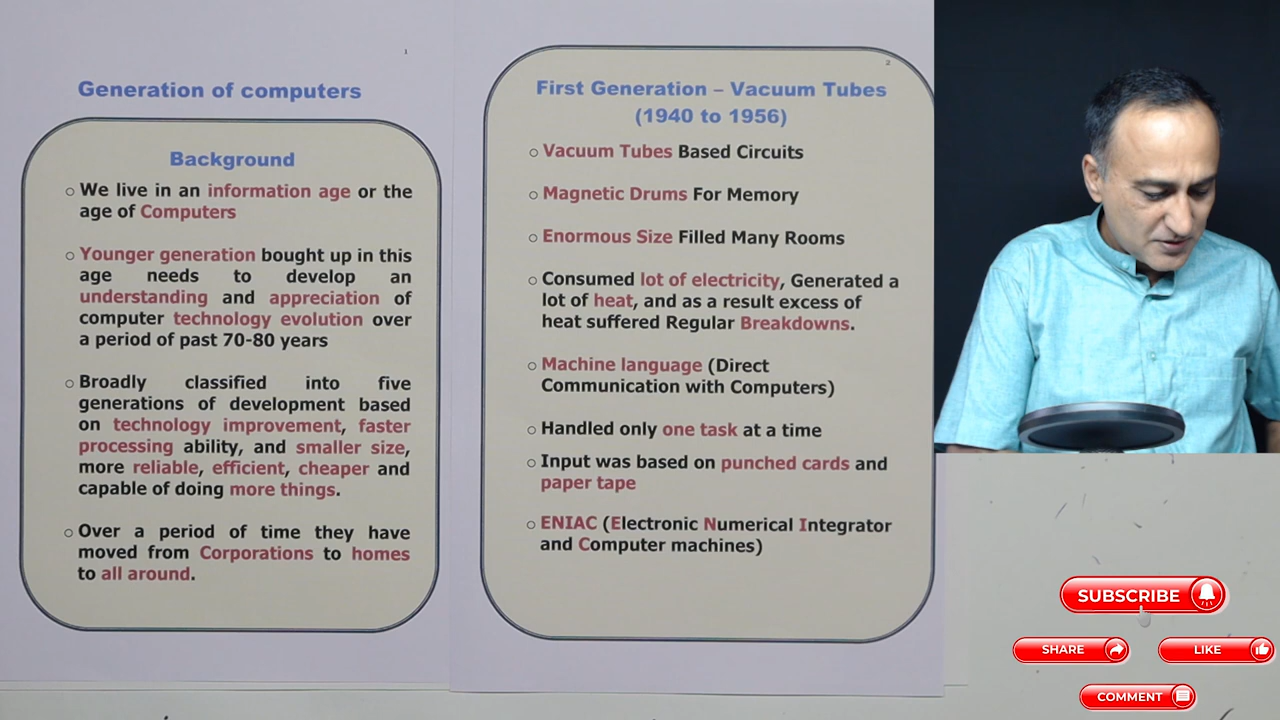 1
Generation of computers
Background
○ We live in an information age or the
age of Computers
○ Younger generation bought up in this
age needs to develop an
understanding and appreciation of
computer technology evolution over
a period of past 70-80 years
○ Broadly classified into five
generations of development based
on technology improvement, faster
processing ability, and smaller size,
more reliable, efficient, cheaper and
capable of doing more things.
○ Over a period of time they have
moved from Corporations to homes
to all around.
2
First Generation – Vacuum Tubes
(1940 to 1956)
○ Vacuum Tubes Based Circuits
○ Magnetic Drums For Memory
○ Enormous Size Filled Many Rooms
○ Consumed lot of electricity, Generated a
lot of heat, and as a result excess of
heat suffered Regular Breakdowns.
○ Machine language (Direct
Communication with Computers)
○ Handled only one task at a time
○ Input was based on punched cards and
paper tape
○ ENIAC (Electronic Numerical Integrator
and Computer machines)
SUBSCRIBE
SHARE
LIKE
COMMENT